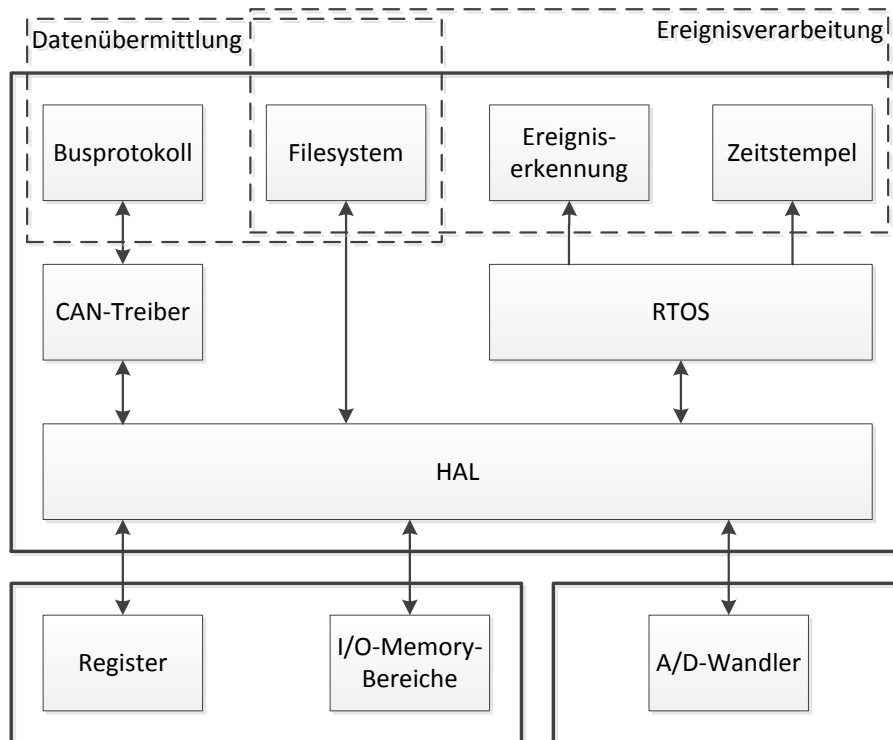 Datenübermittlung
Ereignisverarbeitung
Busprotokoll
Filesystem
Ereignis-
erkennung
Zeitstempel
CAN-Treiber
RTOS
HAL
Register
I/O-Memory-
Bereiche
A/D-Wandler